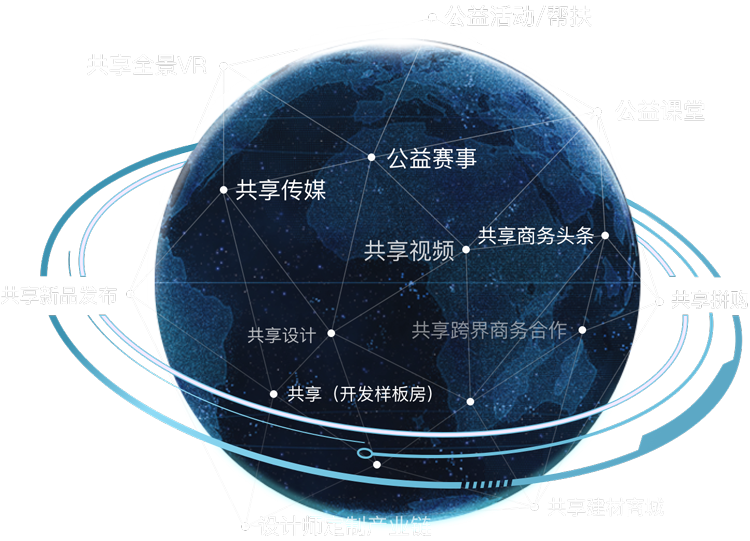 公益活动/帮扶
共享全景VR
公益课堂
公益赛事
共享传媒
共享商务头条
共享视频
共享新品发布
共享拼购
共享跨界商务合作
共享设计
共享（开发样板房）
共享建材商城
设计师定制产业链